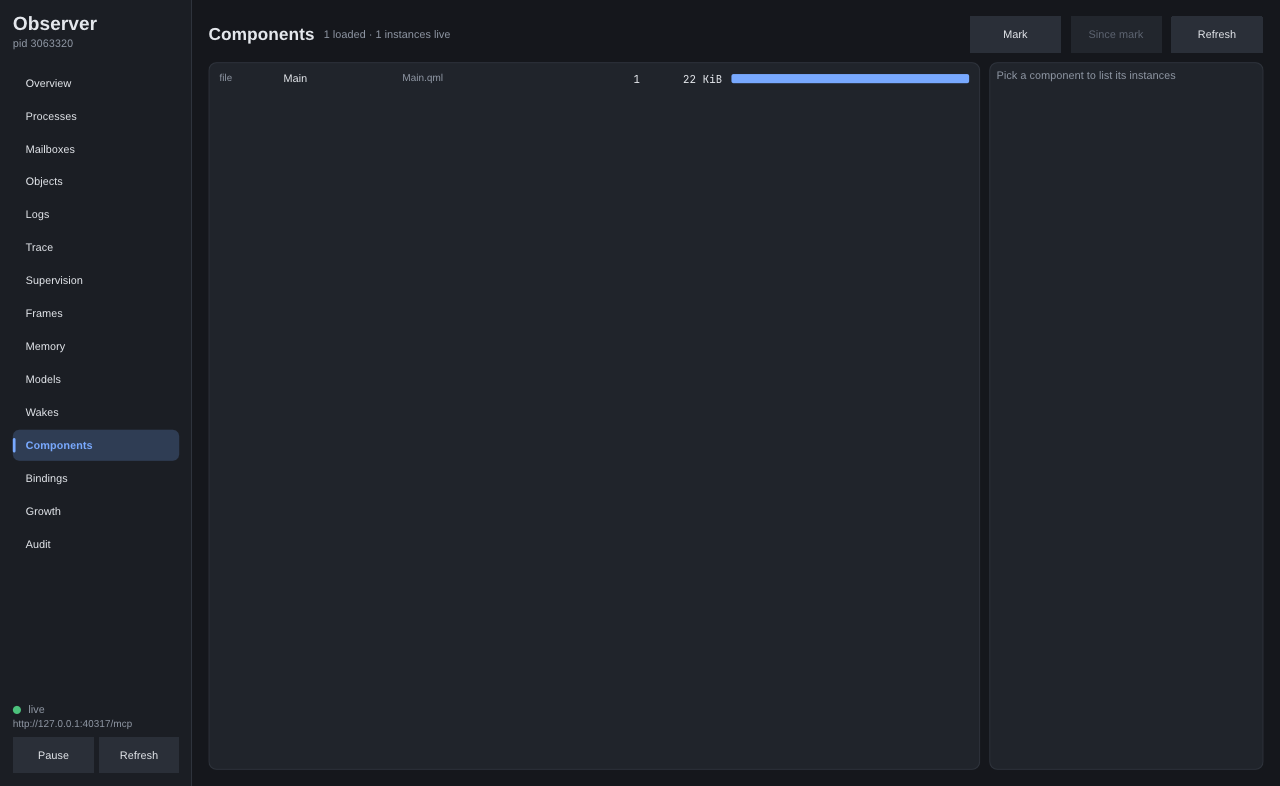 Observer
pid 3063320
Overview
Processes
Mailboxes
Objects
Logs
Trace
Supervision
Frames
Memory
Models
Wakes
Components
Bindings
Growth
Audit
live
http://127.0.0.1:40317/mcp
Pause Refresh
Components 1 loaded · 1 instances live Mark Since mark Refresh
file Main Main.qml 1 22 KiB
Pick a component to list its instances